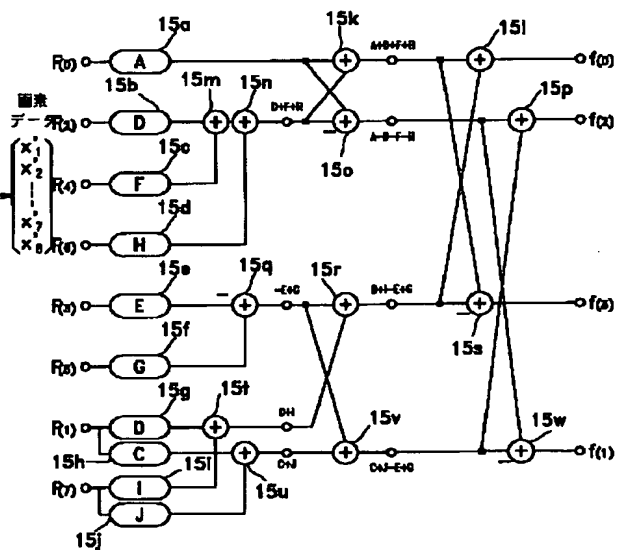 15a
15k
15l
F(0)
A
A+D+F+H
f(0)
15b
15m
15n
15p
画素
データ
F(2)
D
D+F+H
A-D-F-H
f(2)
15c
15o
x'1
x'2
x'7
x'8
F(4)
F
15d
F(6)
H
15e
15q
15r
F(3)
E
-E+G
D+I-E+G
f(3)
15f
15s
F(5)
G
15g
15t
15v
15w
F(1)
D
D+I
15h
C
15i
C+J
C+J-E+G
f(1)
F(7)
I
15u
J
15j